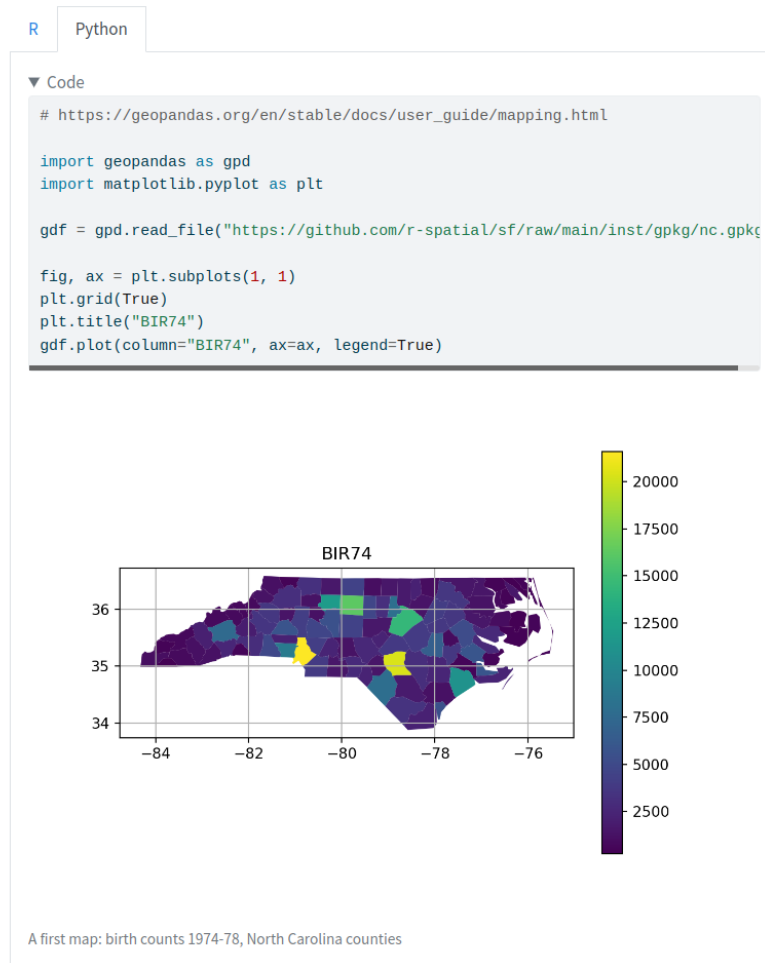 R Python
▼ Code
# https://geopandas.org/en/stable/docs/user_guide/mapping.html
import geopandas as gpd
import matplotlib.pyplot as plt
gdf = gpd.read_file("https://github.com/r-spatial/sf/raw/main/inst/gpkg/nc.gpkg
fig, ax = plt.subplots(1, 1)
plt.grid(True)
plt.title("BIR74")
gdf.plot(column="BIR74", ax=ax, legend=True)
BIR74
36
35
34
−84 −82 −80 −78 −76
20000
17500
15000
12500
10000
7500
5000
2500
A first map: birth counts 1974-78, North Carolina counties